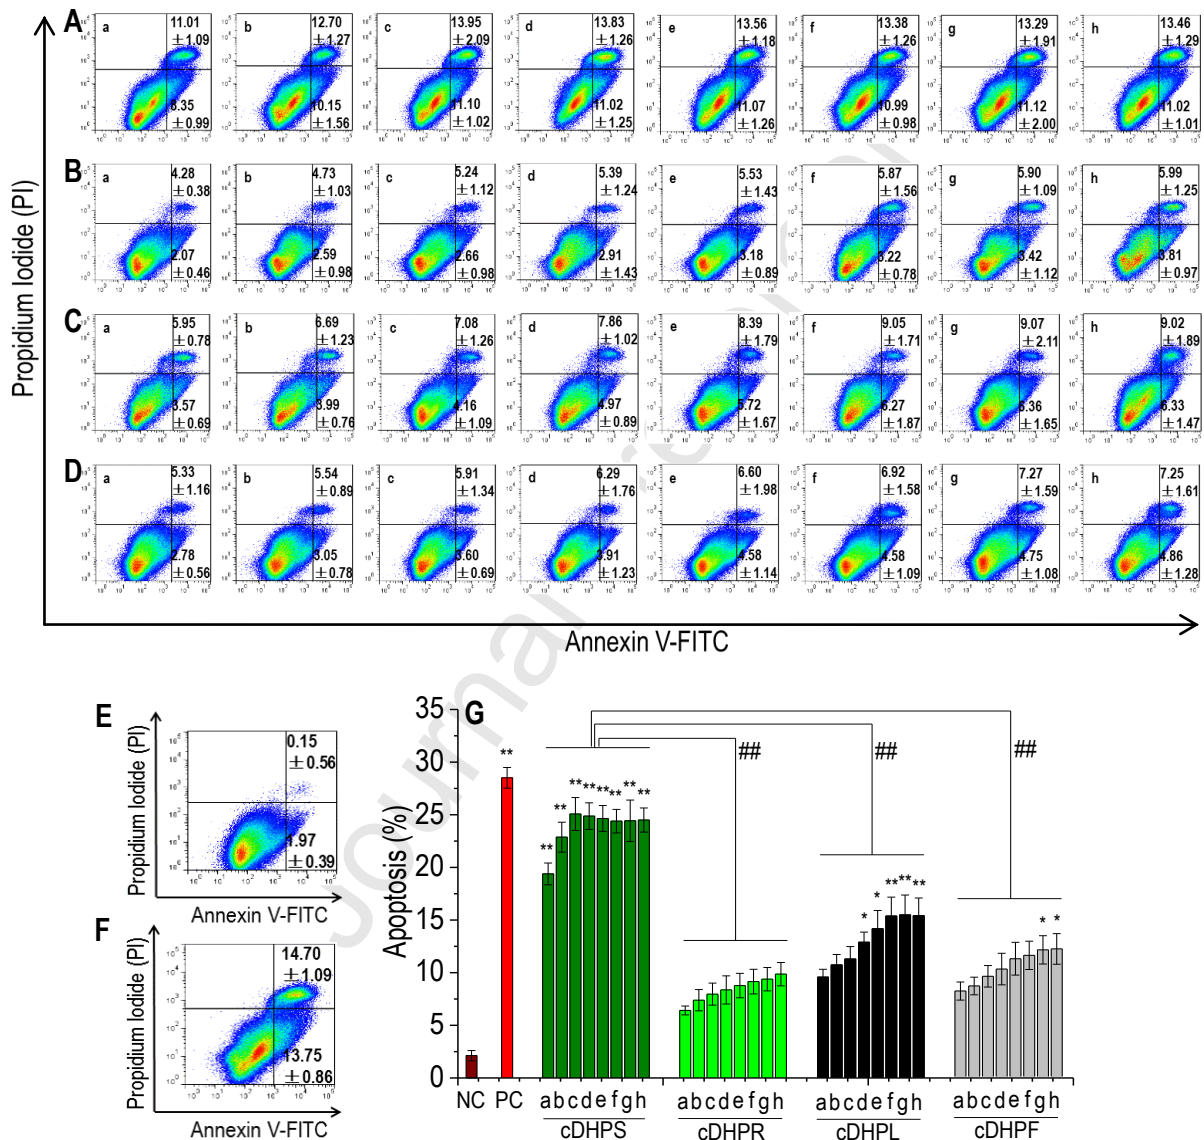 Propidium Iodide (PI)
A
a
11.01
±1.09
8.35
±0.99
b
12.70
±1.27
10.15
±1.56
c
13.95
±2.09
11.10
±1.02
d
13.83
±1.26
11.02
±1.25
e
13.56
±1.18
11.07
±1.26
f
13.38
±1.26
10.99
±0.98
g
13.29
±1.91
11.12
±2.00
h
13.46
±1.29
11.02
±1.01
B
a
4.28
±0.38
2.07
±0.46
b
4.73
±1.03
2.59
±0.98
c
5.24
±1.12
2.66
±0.98
d
5.39
±1.24
2.91
±1.43
e
5.53
±1.43
3.18
±0.89
f
5.87
±1.56
3.22
±0.78
g
5.90
±1.09
3.42
±1.12
h
5.99
±1.25
3.81
±0.97
C
a
5.95
±0.78
3.57
±0.69
b
6.69
±1.23
3.99
±0.76
c
7.08
±1.26
4.16
±1.09
d
7.86
±1.02
4.97
±0.89
e
8.39
±1.79
5.72
±1.67
f
9.05
±1.71
6.27
±1.87
g
9.07
±2.11
6.36
±1.65
h
9.02
±1.89
6.33
±1.47
D
a
5.33
±1.16
2.78
±0.56
b
5.54
±0.89
3.05
±0.78
c
5.91
±1.34
3.60
±0.69
d
6.29
±1.76
3.91
±1.23
e
6.60
±1.98
4.58
±1.14
f
6.92
±1.58
4.58
±1.09
g
7.27
±1.59
4.75
±1.08
h
7.25
±1.61
4.86
±1.28
Annexin V-FITC
E
Propidium Iodide (PI)
0.15
±0.56
1.97
±0.39
Annexin V-FITC
F
Propidium Iodide (PI)
14.70
±1.09
13.75
±0.86
Annexin V-FITC
G
Apoptosis (%)
35
30
25
20
15
10
5
0
**
** ** ** ** ** ** ** **
##
##
##
* * ** ** **
* *
NC PC abcdefgh abcdefgh abcdefgh abcdefgh
cDHPS cDHPR cDHPL cDHPF
Journal